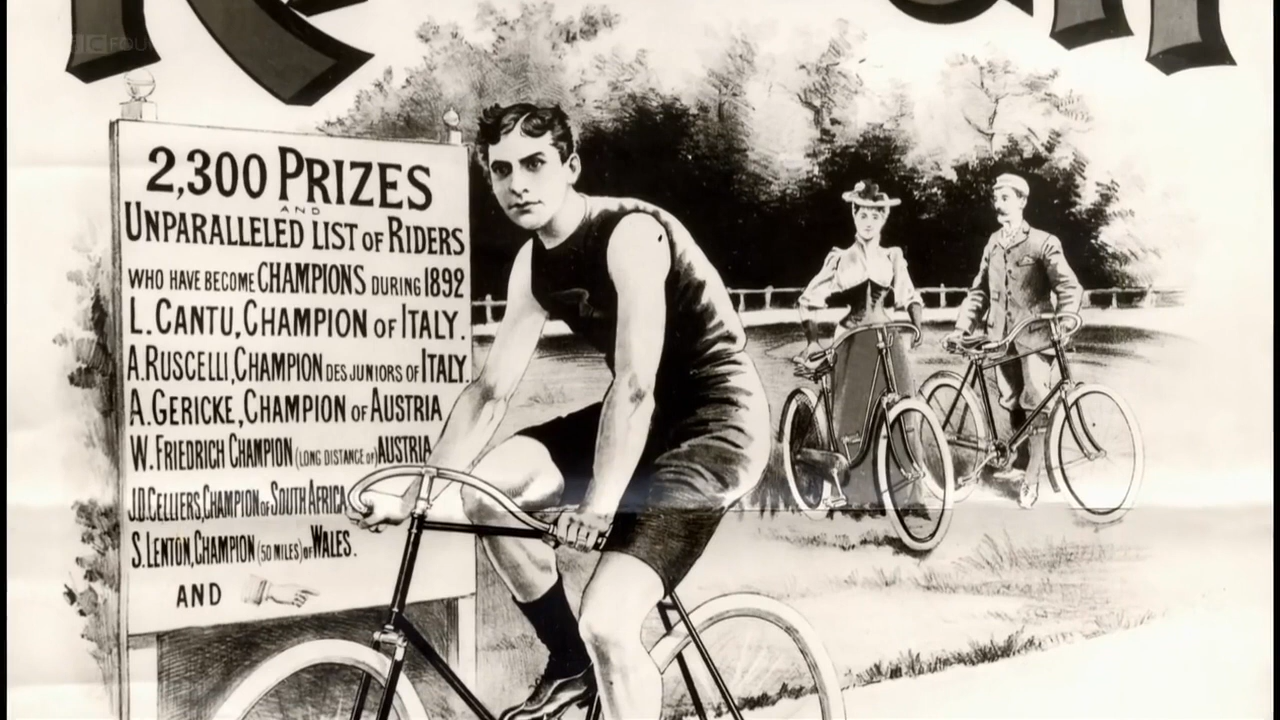 2,300 PRIZES
AND
UNPARALLELED LIST OF RIDERS
WHO HAVE BECOME CHAMPIONS DURING 1892
L. CANTU, CHAMPION OF ITALY.
A. RUSCELLI, CHAMPION DES JUNIORS OF ITALY.
A. GERICKE, CHAMPION OF AUSTRIA
W. FRIEDRICH CHAMPION (LONG DISTANCE OF) AUSTRIA
J.D. CELLIERS, CHAMPION OF SOUTH AFRICA
S. LENTON, CHAMPION (50 MILES) OF WALES.
AND